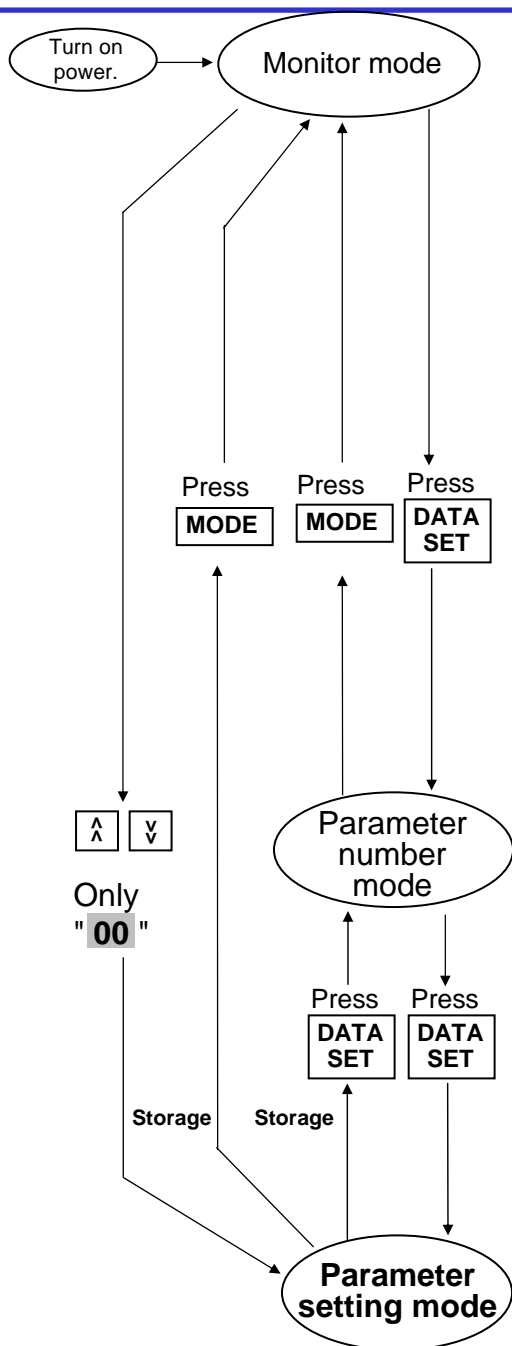 Turn on
power.
Monitor mode
Press
MODE
Press
MODE
Press
DATA
SET
Only
" 00 "
Parameter
number
mode
Press
DATA
SET
Press
DATA
SET
Storage
Storage
Parameter
setting mode